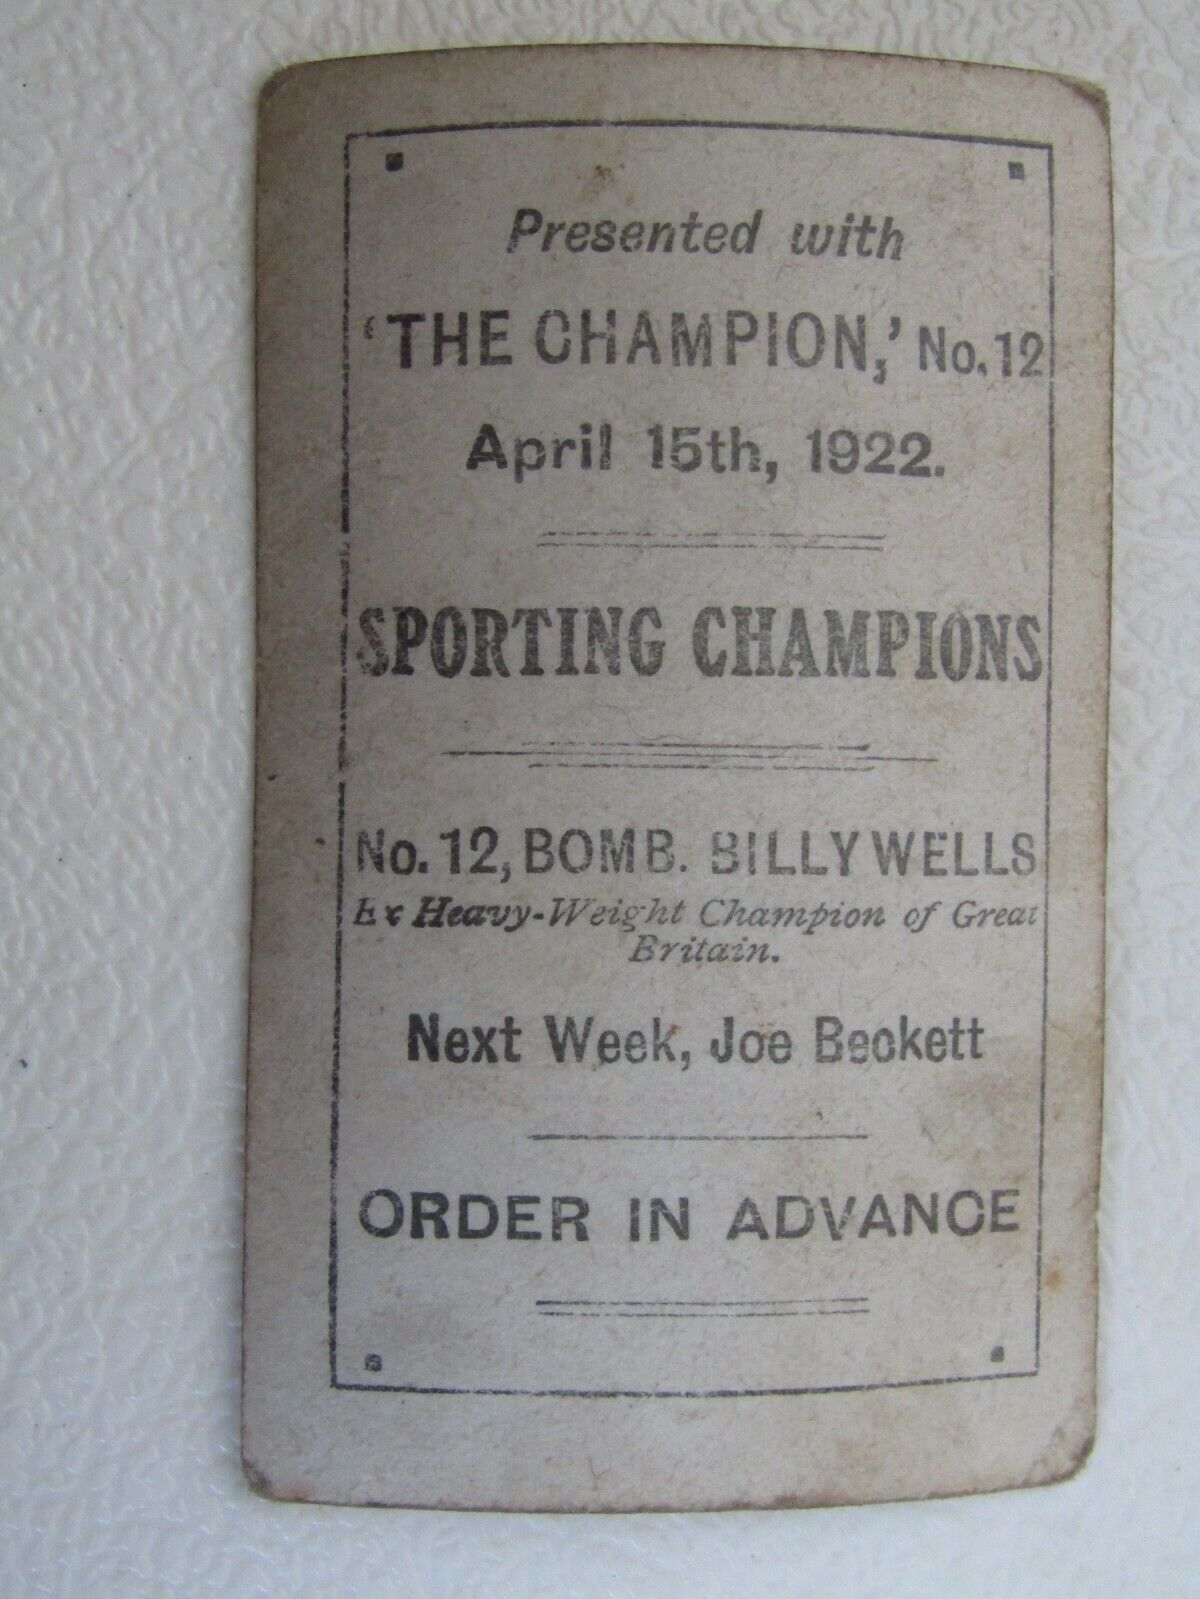 Presented with
'THE CHAMPION,' No. 12
April 15th, 1922.
SPORTING CHAMPIONS
No. 12, BOMB. BILLY WELLS
Ex Heavy-Weight Champion of Great
Britain.
Next Week, Joe Beckett
ORDER IN ADVANCE